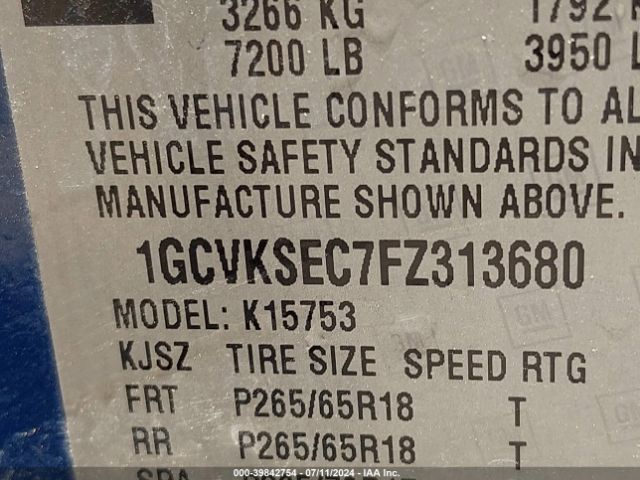 3266 KG 1792
7200 LB 3950 L
THIS VEHICLE CONFORMS TO AL
VEHICLE SAFETY STANDARDS IN
MANUFACTURE SHOWN ABOVE.
1GCVKSEC7FZ313680
MODEL: K15753
KJSZ TIRE SIZE SPEED RTG
FRT P265/65R18 T
RR P265/65R18 T
000-39842754 - 07/11/2024 - IAA Inc.